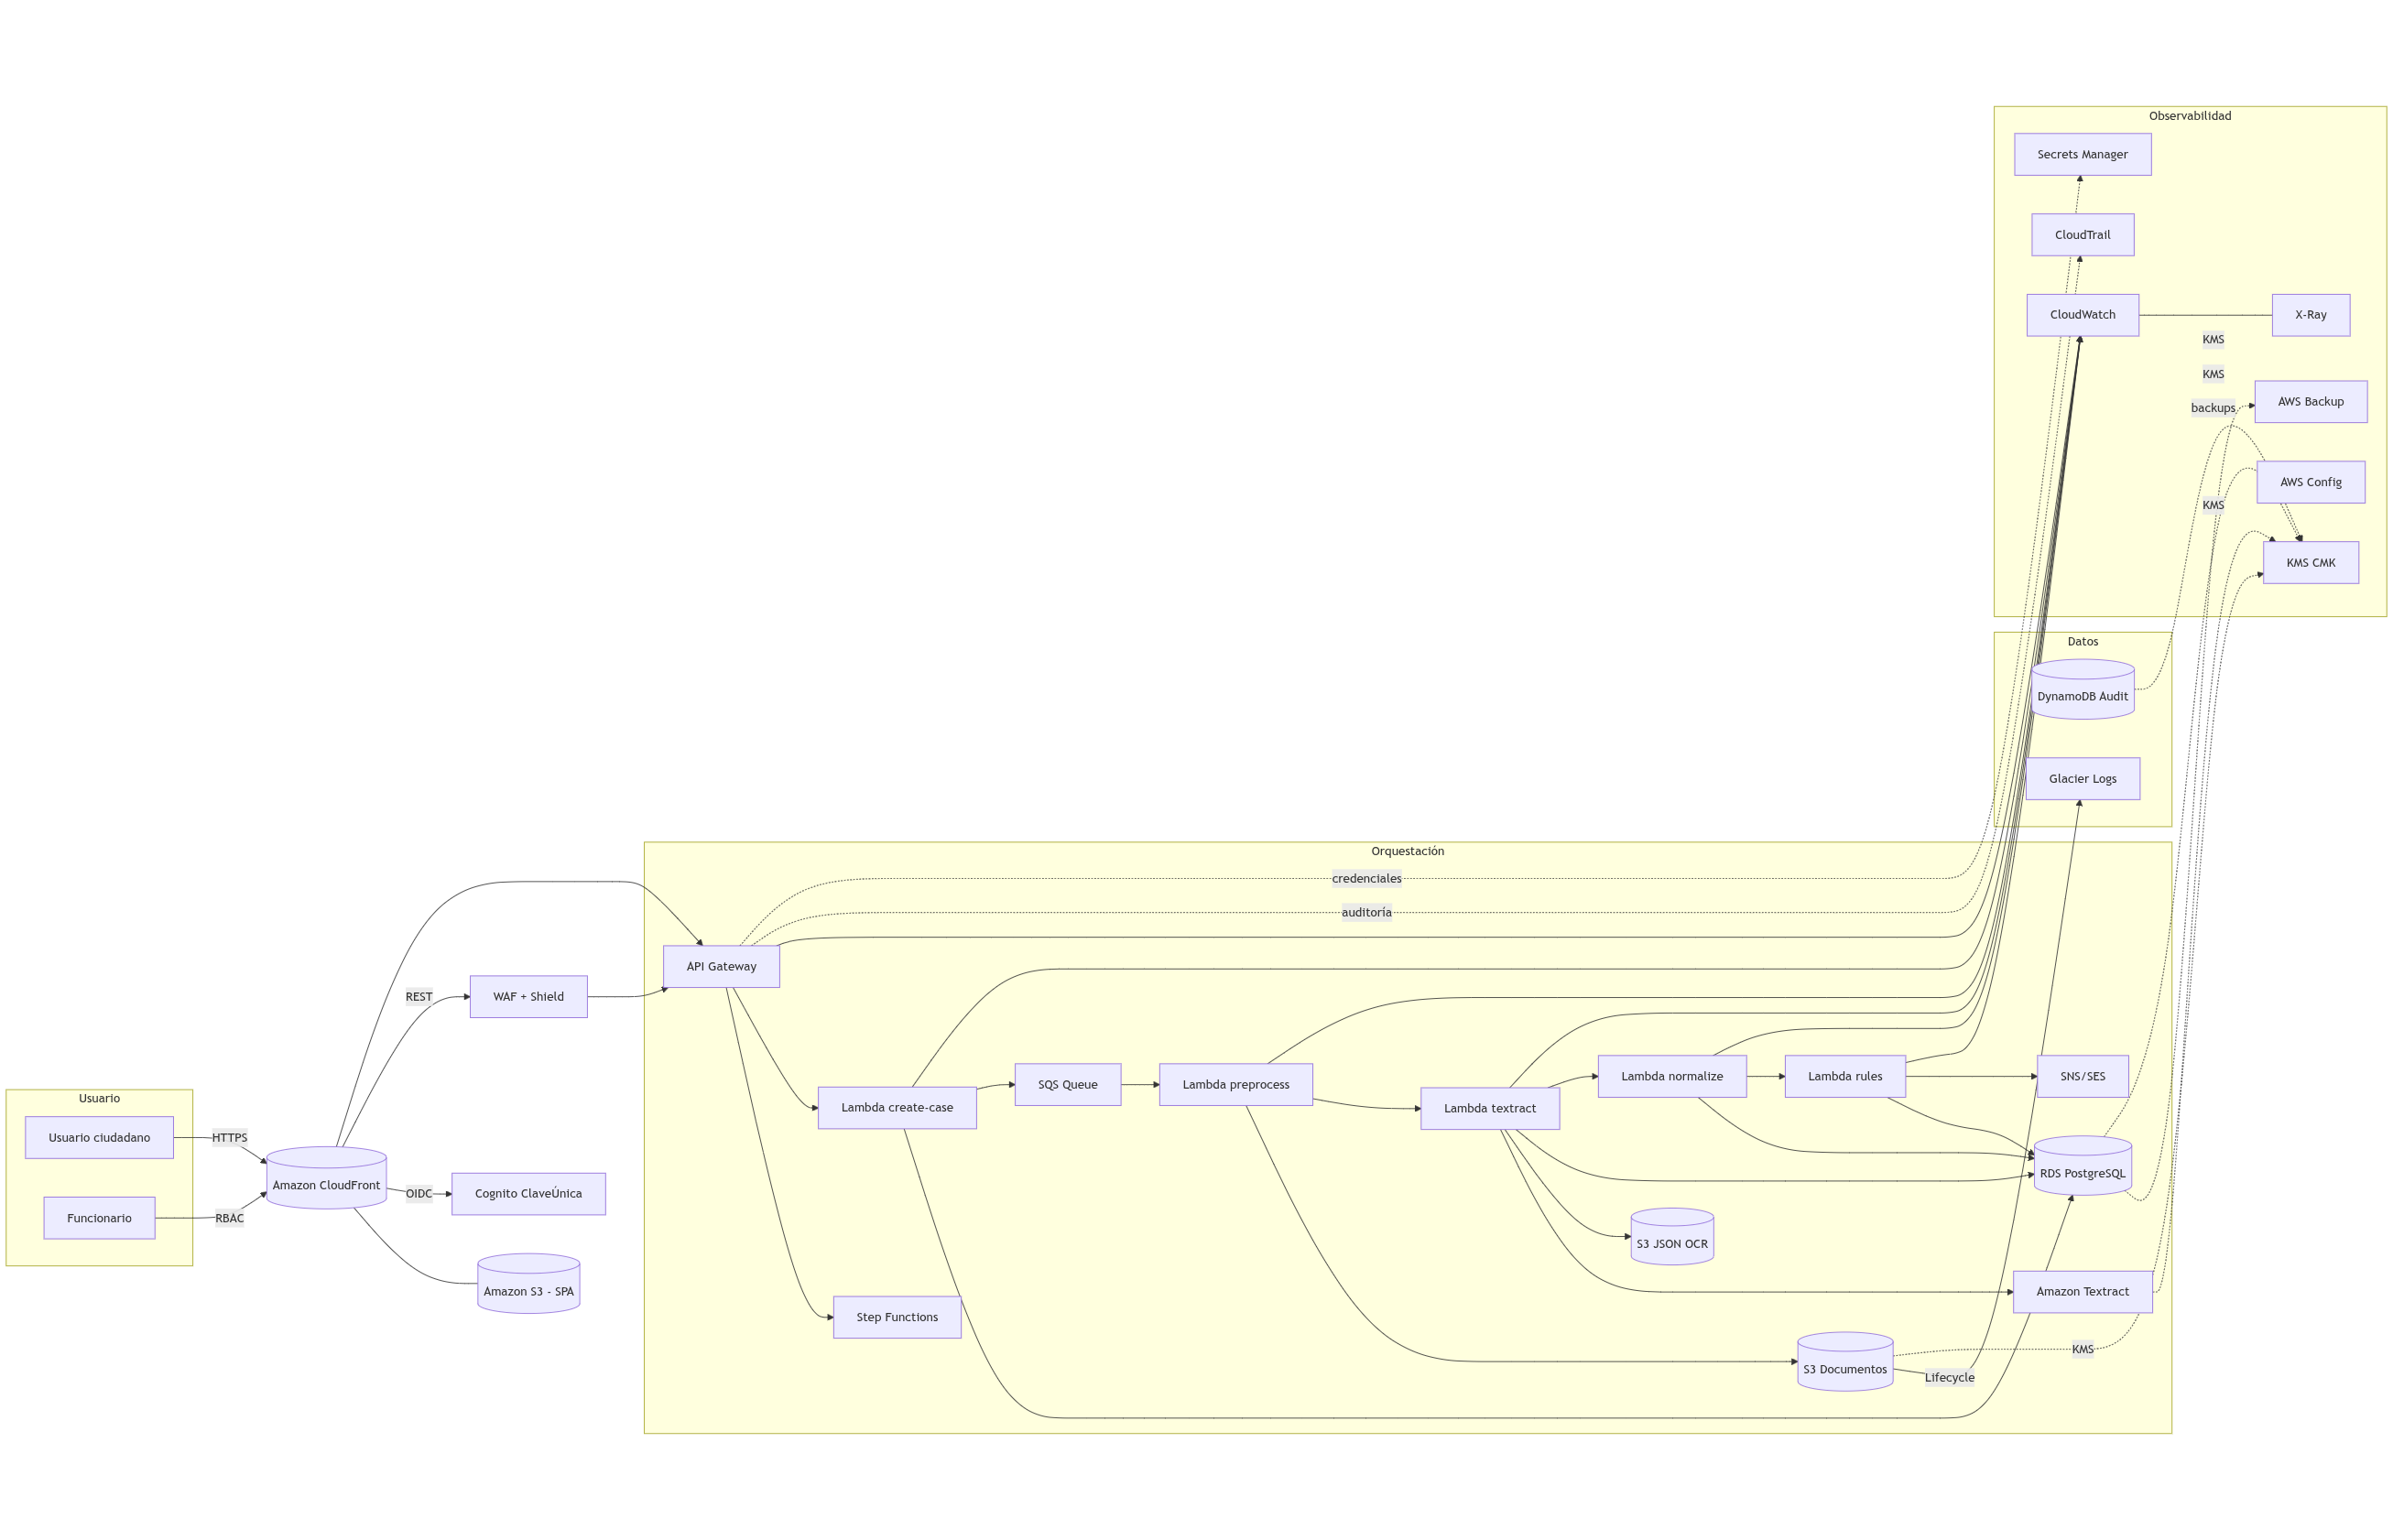 Observabilidad
Secrets Manager
CloudTrail
CloudWatch
X-Ray
KMS
KMS
backups
AWS Backup
AWS Config
KMS
KMS CMK
Datos
DynamoDB Audit
Glacier Logs
Orquestación
credenciales
auditoría
API Gateway
REST
WAF + Shield
Usuario
Usuario ciudadano
HTTPS
Funcionario
RBAC
Amazon CloudFront
OIDC
Cognito ClaveÚnica
Amazon S3 - SPA
Lambda create-case
SQS Queue
Lambda preprocess
Lambda textract
Lambda normalize
Lambda rules
SNS/SES
RDS PostgreSQL
S3 JSON OCR
Amazon Textract
Step Functions
S3 Documentos
KMS
Lifecycle